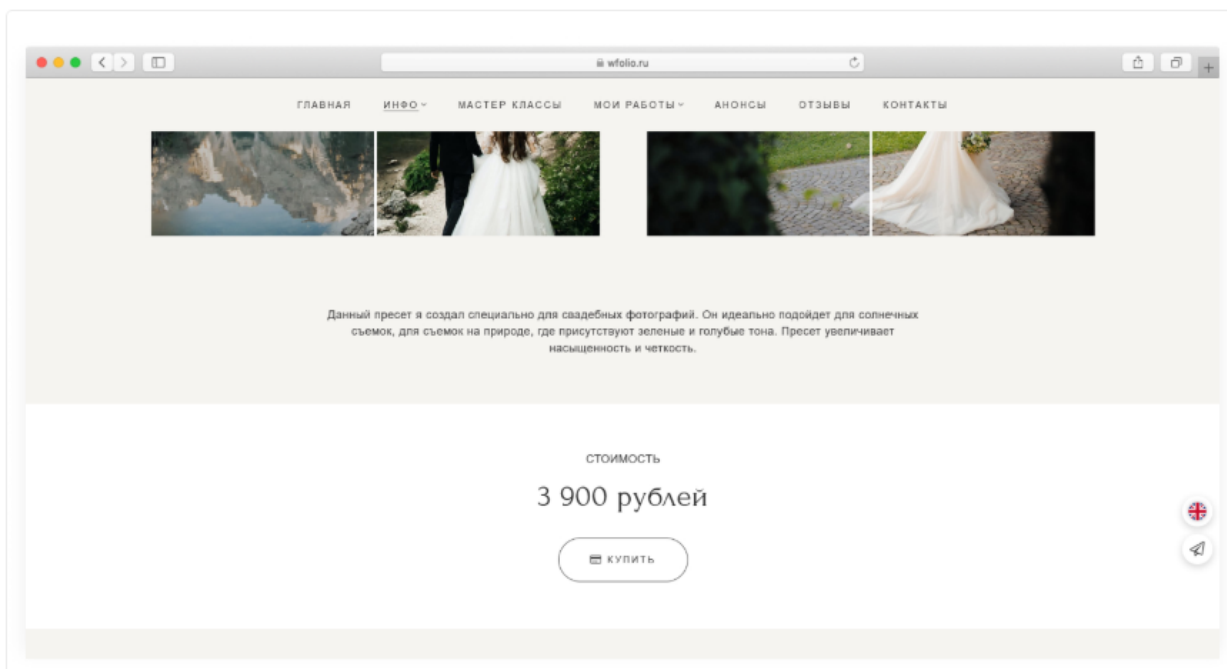 wfolio.ru
ГЛАВНАЯ ИНФО МАСТЕР КЛАССЫ МОИ РАБОТЫ АНОНСЫ ОТЗЫВЫ КОНТАКТЫ
Данный пресет я создал специально для свадебных фотографий. Он идеально подойдет для солнечных
съемок, для съемок на природе, где присутствуют зеленые и голубые тона. Пресет увеличивает
насыщенность и четкость.
СТОИМОСТЬ
3 900 рублей
КУПИТЬ